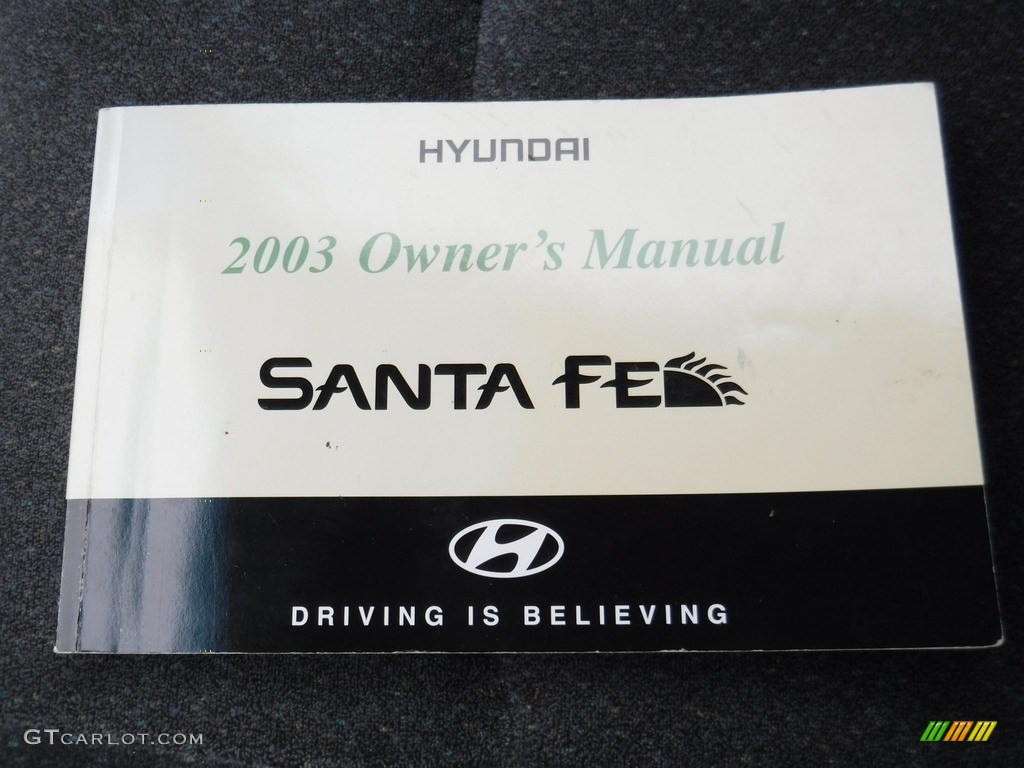 HYUNDAI
2003 Owner's Manual
SANTA FE
DRIVING IS BELIEVING
GTCARLOT.COM